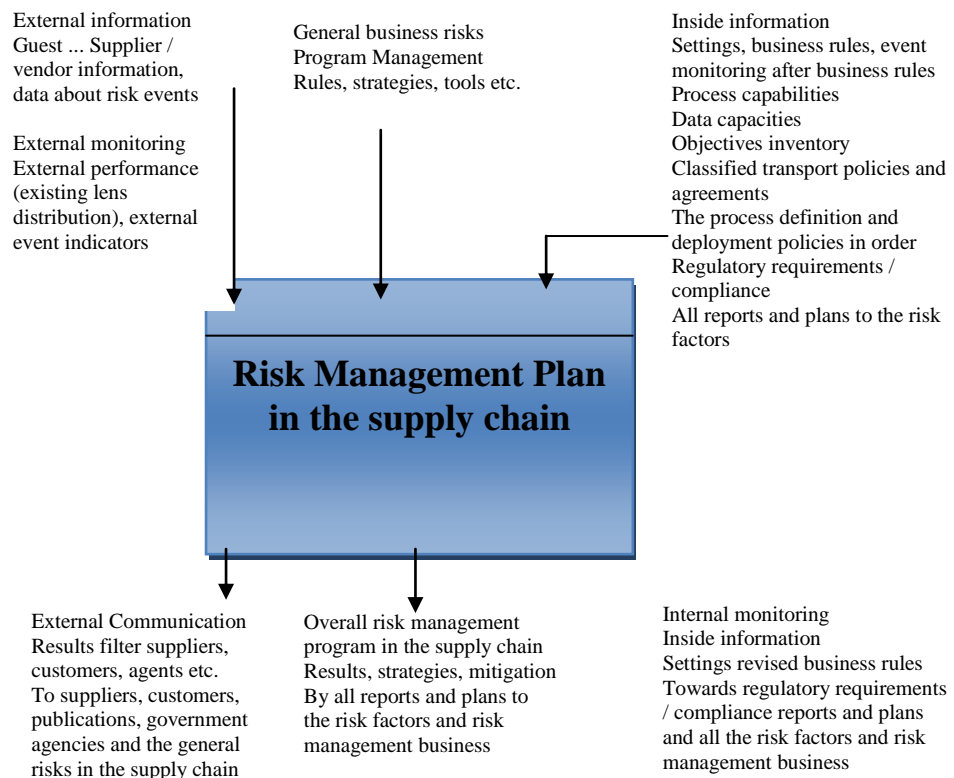 External information
Guest ... Supplier /
vendor information,
data about risk events
External monitoring
External performance
(existing lens
distribution), external
event indicators
General business risks
Program Management
Rules, strategies, tools etc.
Inside information
Settings, business rules, event
monitoring after business rules
Process capabilities
Data capacities
Objectives inventory
Classified transport policies and
agreements
The process definition and
deployment policies in order
Regulatory requirements /
compliance
All reports and plans to the risk
factors
Risk Management Plan
in the supply chain
External Communication
Results filter suppliers,
customers, agents etc.
To suppliers, customers,
publications, government
agencies and the general
risks in the supply chain
Overall risk management
program in the supply chain
Results, strategies, mitigation
By all reports and plans to
the risk factors and risk
management business
Internal monitoring
Inside information
Settings revised business rules
Towards regulatory requirements
/ compliance reports and plans
and all the risk factors and risk
management business